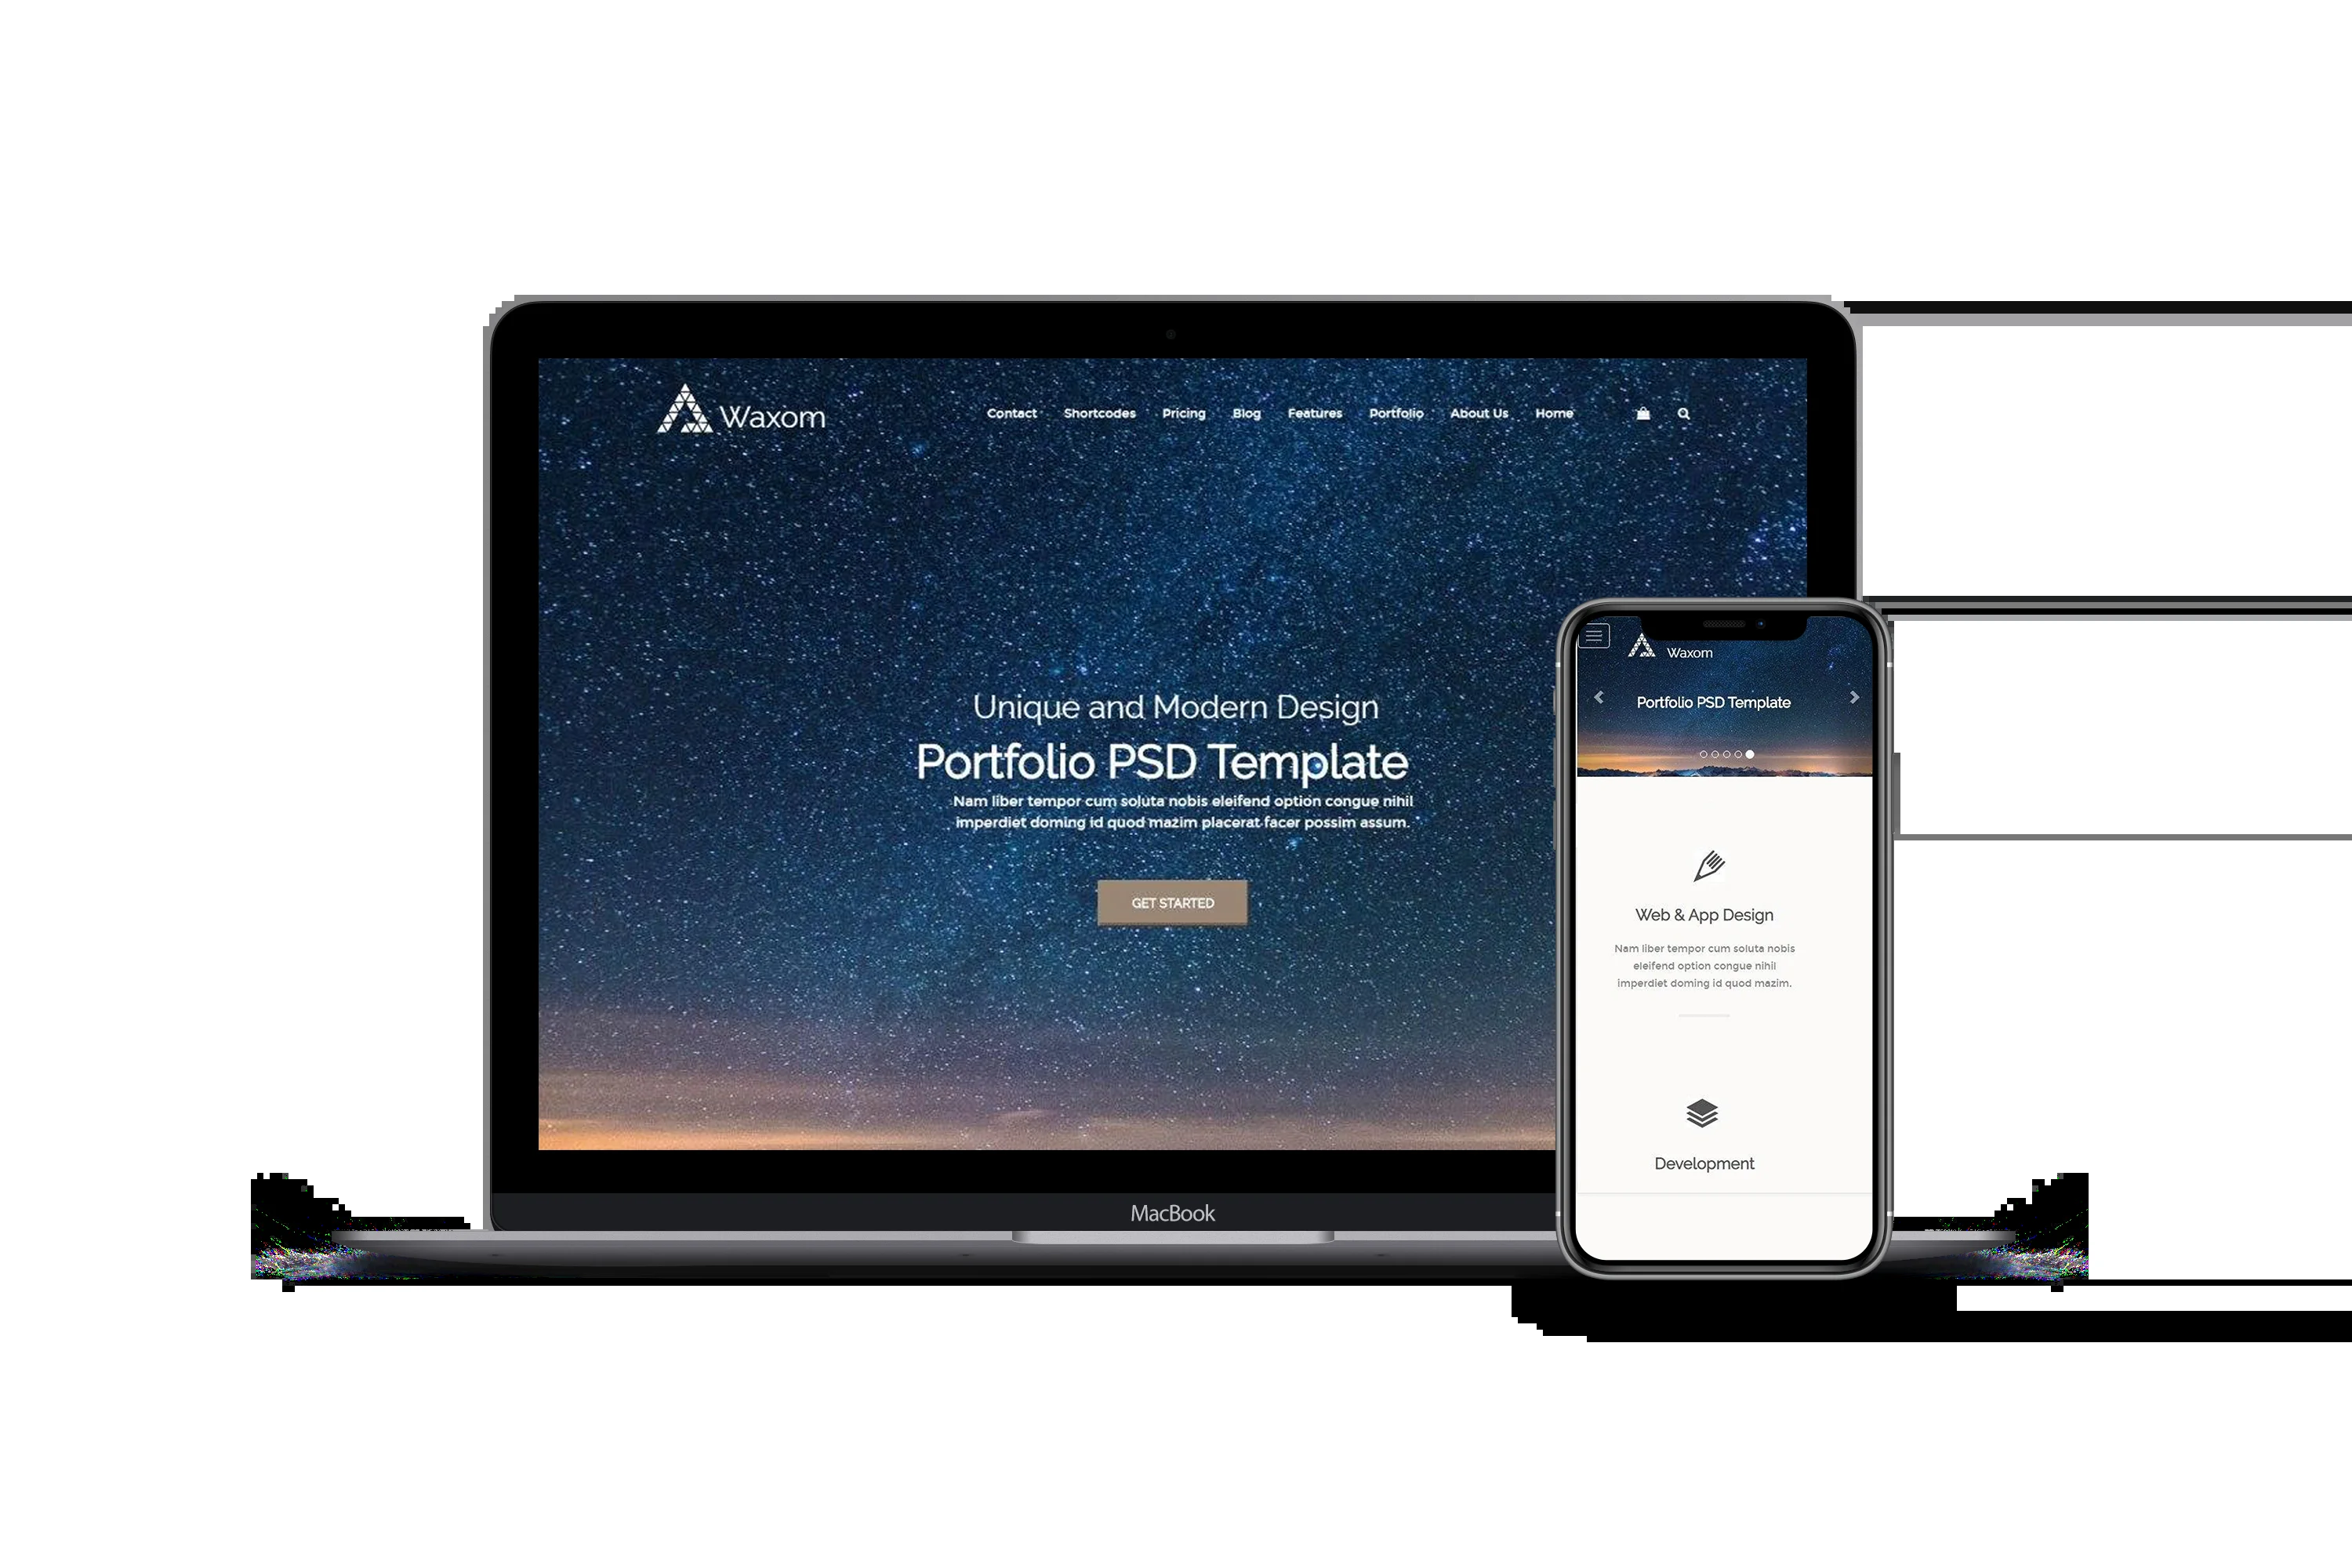 Waxom
Contact Shortcodes Pricing Blog Features Portfolio About Us Home
Unique and Modern Design
Portfolio PSD Template
Nam liber tempor cum soluta nobis eleifend option congue nihil
imperdiet doming id quod mazim placerat facer possim assum.
GET STARTED
MacBook
Waxom
Portfolio PSD Template
Web & App Design
Nam liber tempor cum soluta nobis
eleifend option congue nihil
imperdiet doming id quod mazim.
Development